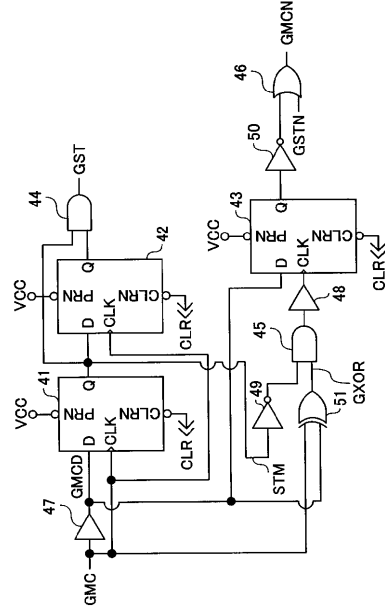 VCC
41
GMCD
D
Q
PRN
CLK
CLRN
CLR
47
GMC
VCC
42
D
Q
PRN
CLK
CLRN
CLR
44
GST
STM
49
51
GXOR
45
48
VCC
43
D
Q
PRN
CLK
CLRN
CLR
50
GSTN
46
GMCN